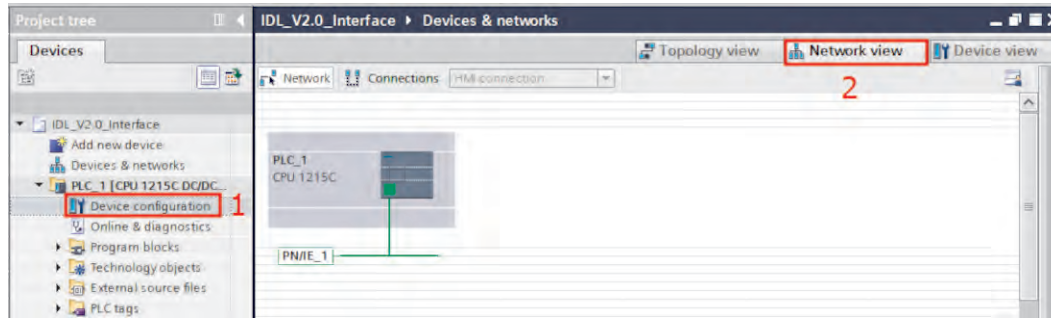 Project tree
IDL_V2.0_Interface ▸ Devices & networks
Devices
Topology view
Network view
Device view
2
Network
Connections
HMI connection
IDL_V2.0_Interface
Add new device
Devices & networks
PLC_1 [CPU 1215C DC/DC...
Device configuration
1
Online & diagnostics
Program blocks
Technology objects
External source files
PLC tags
PLC_1
CPU 1215C
PN/IE_1